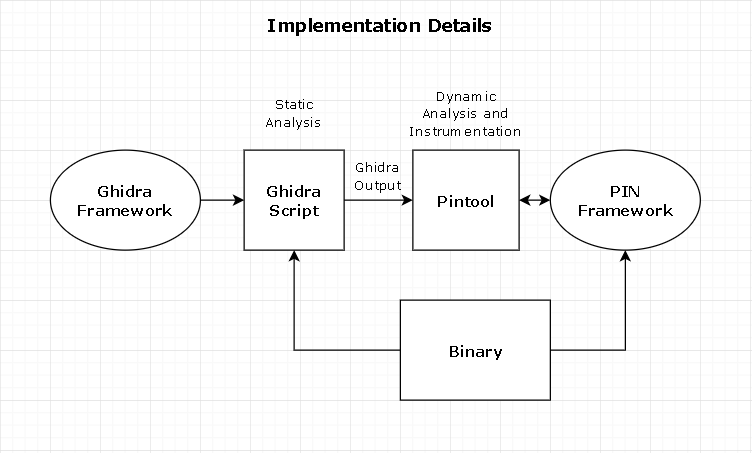 Implementation Details
Static
Analysis
Dynamic
Analysis and
Instrumentation
Ghidra
Framework
Ghidra
Script
Ghidra
Output
Pintool
PIN
Framework
Binary